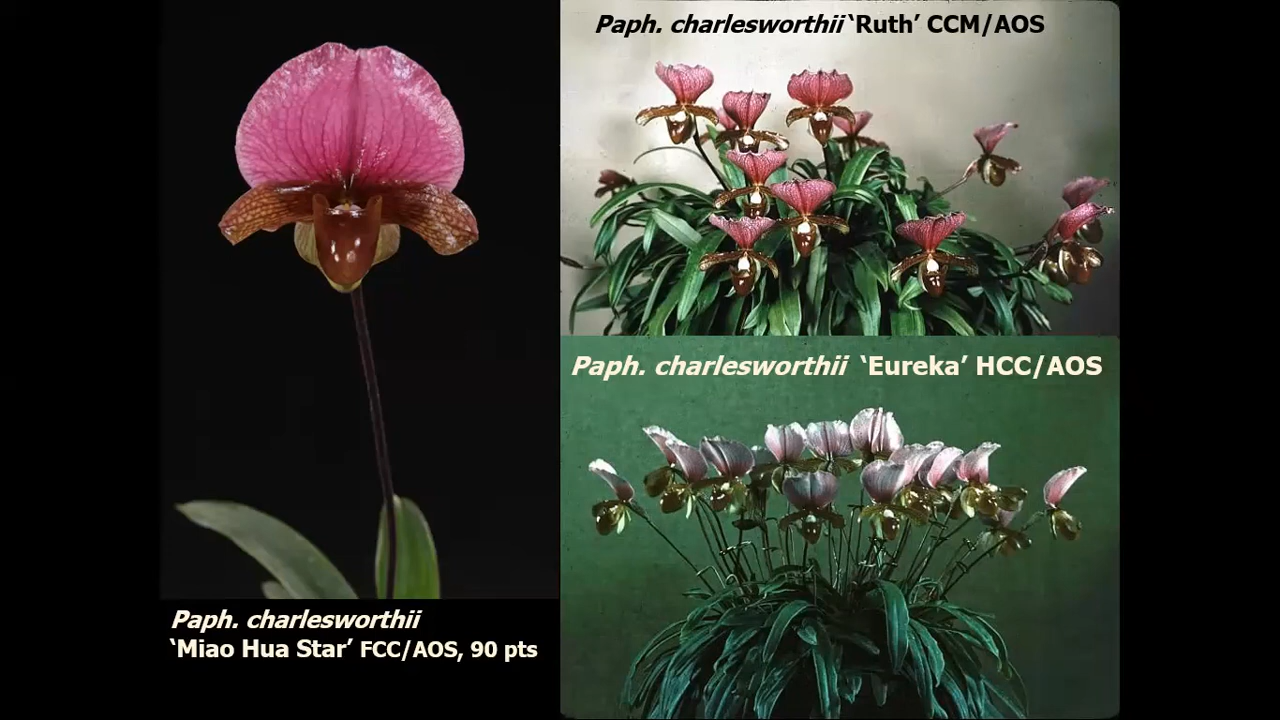 Paph. charlesworthii ‘Ruth’ CCM/AOS
Paph. charlesworthii ‘Eureka’ HCC/AOS
Paph. charlesworthii
‘Miao Hua Star’ FCC/AOS, 90 pts